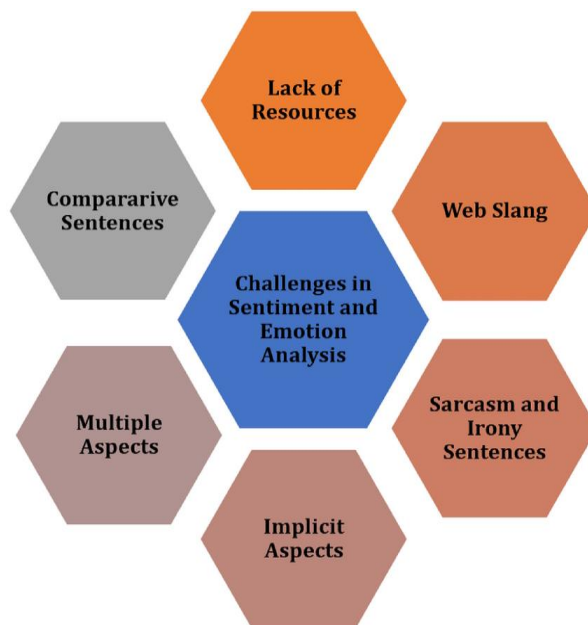 Lack of
Resources
Compararive
Sentences
Web Slang
Challenges in
Sentiment and
Emotion
Analysis
Multiple
Aspects
Sarcasm and
Irony
Sentences
Implicit
Aspects